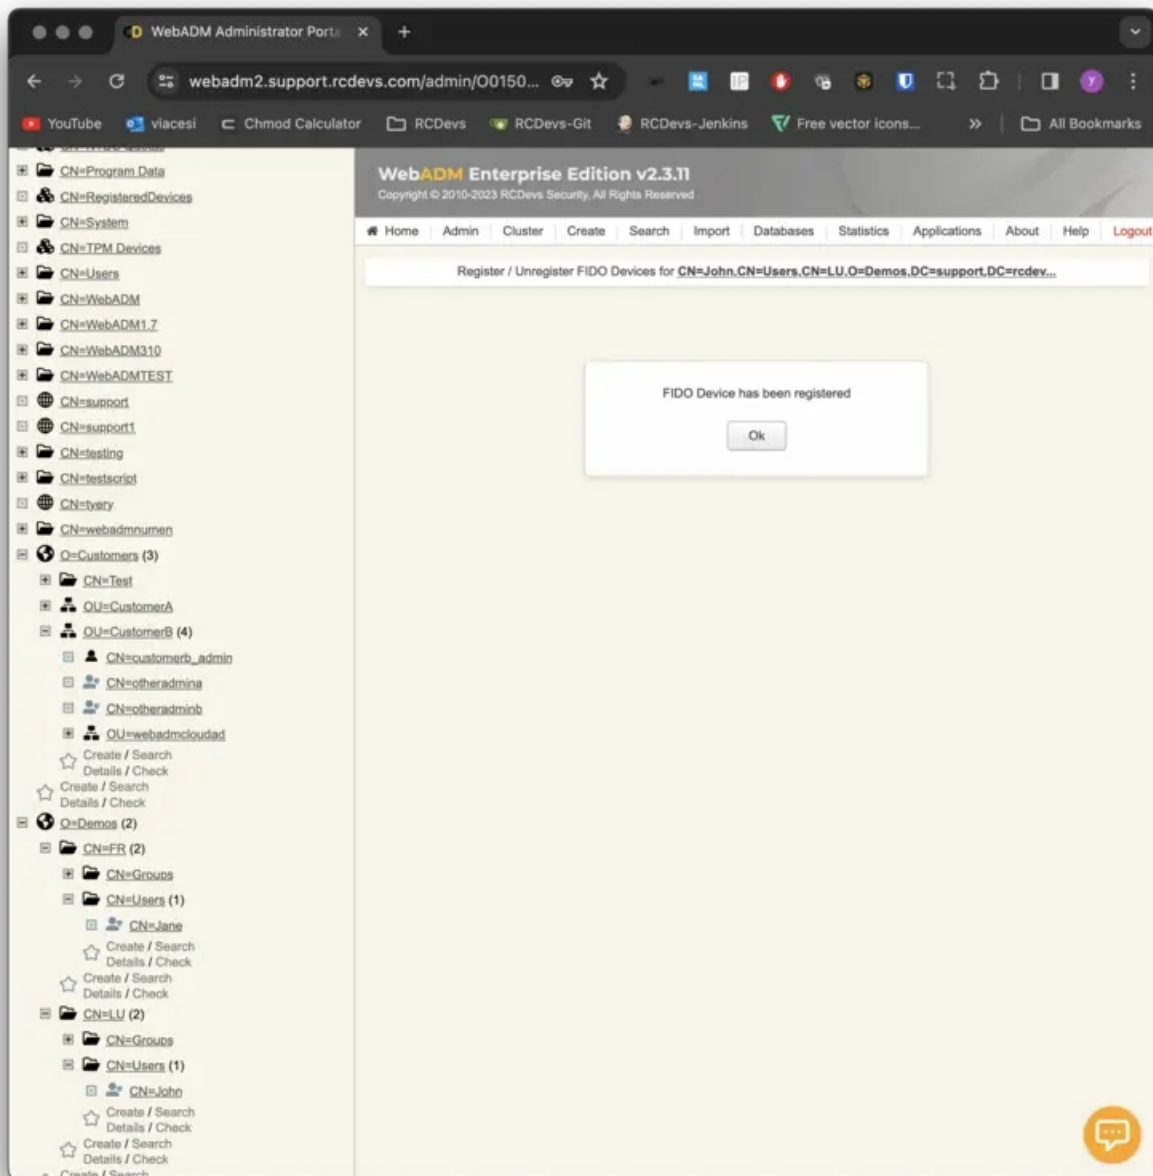 WebADM Administrator Porta
webadm2.support.rcdevs.com/admin/O0150...
YouTube
viacesi
Chmod Calculator
RCDevs
RCDevs-Git
RCDevs-Jenkins
Free vector icons...
»
All Bookmarks
CN=Program Data
CN=RegisteredDevices
CN=System
CN=TPM Devices
CN=Users
CN=WebADM
CN=WebADM1.7
CN=WebADM310
CN=WebADMTEST
CN=support
CN=support1
CN=testing
CN=testscript
CN=tyery
CN=webadmnumen
O=Customers (3)
CN=Test
OU=CustomerA
OU=CustomerB (4)
CN=customerb_admin
CN=otheradmina
CN=otheradminb
OU=webadmcloudad
Create / Search
Details / Check
Create / Search
Details / Check
O=Demos (2)
CN=FR (2)
CN=Groups
CN=Users (1)
CN=Jane
Create / Search
Details / Check
Create / Search
Details / Check
CN=LU (2)
CN=Groups
CN=Users (1)
CN=John
Create / Search
Details / Check
Create / Search
Details / Check
Create / Search
WebADM Enterprise Edition v2.3.11
Copyright © 2010-2023 RCDevs Security, All Rights Reserved
Home
Admin
Cluster
Create
Search
Import
Databases
Statistics
Applications
About
Help
Logout
Register / Unregister FIDO Devices for CN=John,CN=Users,CN=LU,O=Demos,DC=support,DC=rcdev...
FIDO Device has been registered
Ok